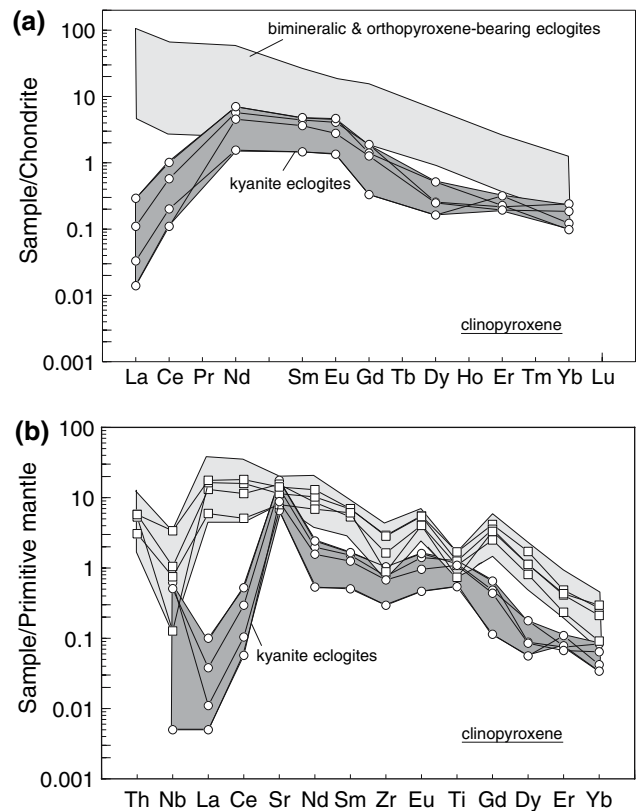 (a)
100
10
1
0.1
0.01
0.001
Sample/Chondrite
bimineralic & orthopyroxene-bearing eclogites
kyanite eclogites
clinopyroxene
La Ce Pr Nd Sm Eu Gd Tb Dy Ho Er Tm Yb Lu
(b)
100
10
1
0.1
0.01
0.001
Sample/Primitive mantle
kyanite eclogites
clinopyroxene
Th Nb La Ce Sr Nd Sm Zr Eu Ti Gd Dy Er Yb